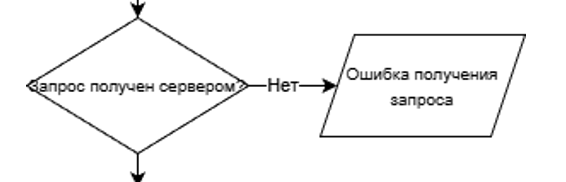 Запрос получен сервером?
Нет
Ошибка получения
запроса